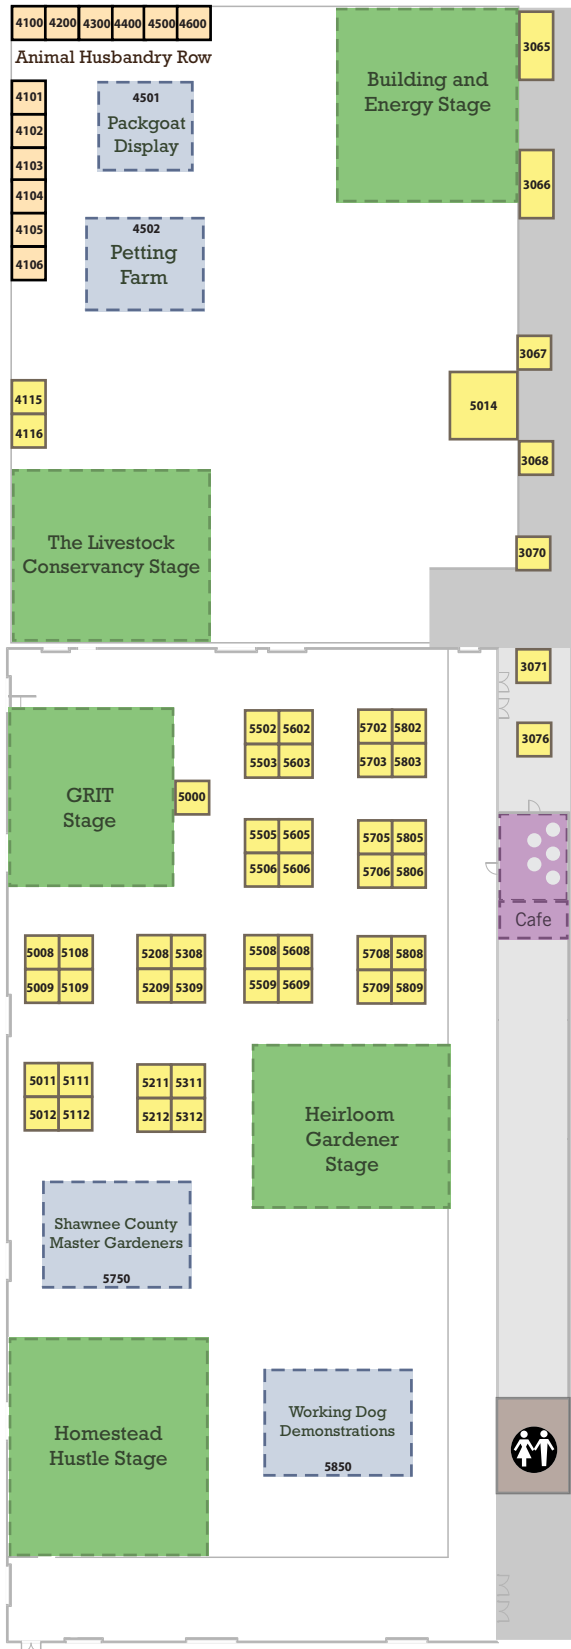 4100 4200 4300 4400 4500 4600
Animal Husbandry Row
4101
4102
4103
4104
4105
4106
4501
Packgoat
Display
4502
Petting
Farm
Building and
Energy Stage
3065
3066
3067
5014
3068
3070
4115
4116
The Livestock
Conservancy Stage
3071
3076
GRIT
Stage
5000
5502 5602
5503 5603
5702 5802
5703 5803
5505 5605
5506 5606
5705 5805
5706 5806
Cafe
5008 5108
5009 5109
5208 5308
5209 5309
5508 5608
5509 5609
5708 5808
5709 5809
5011 5111
5012 5112
5211 5311
5212 5312
Heirloom
Gardener
Stage
Shawnee County
Master Gardeners
5750
Homestead
Hustle Stage
Working Dog
Demonstrations
5850